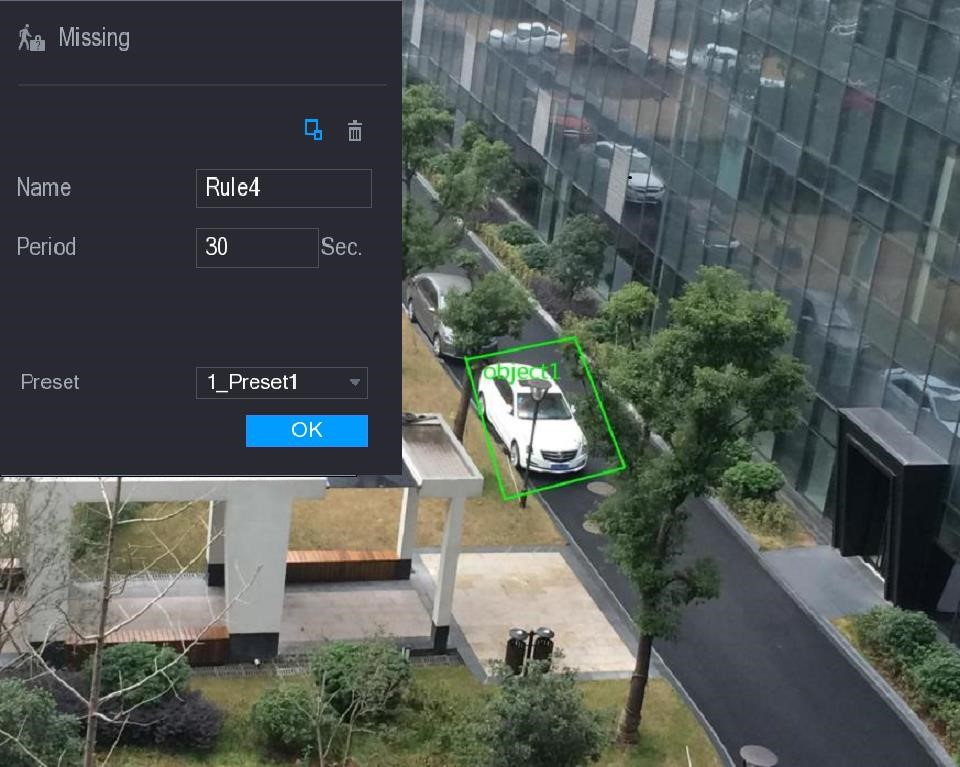 Missing
Name
Rule4
Period
30
Sec.
Preset
1_Preset1
OK
object1